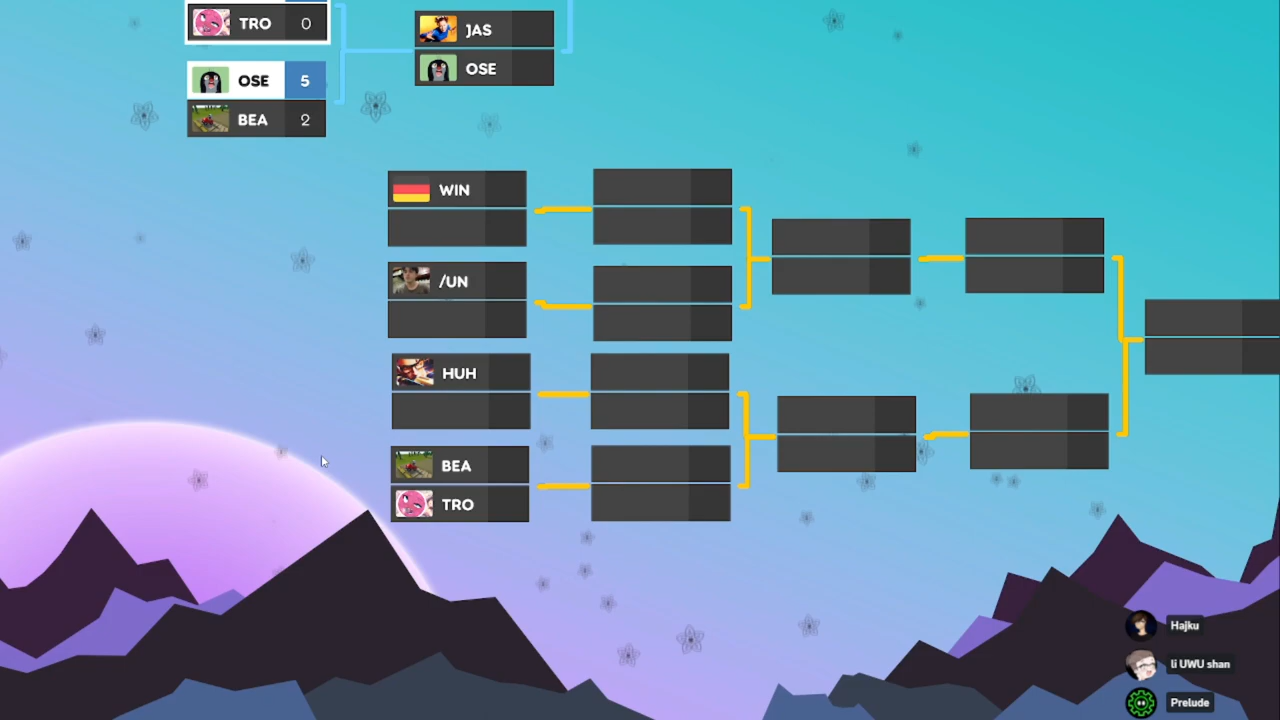 TRO 0
JAS
OSE
OSE 5
BEA 2
WIN
/UN
HUH
BEA
TRO
Hajku
li UWU shan
Prelude